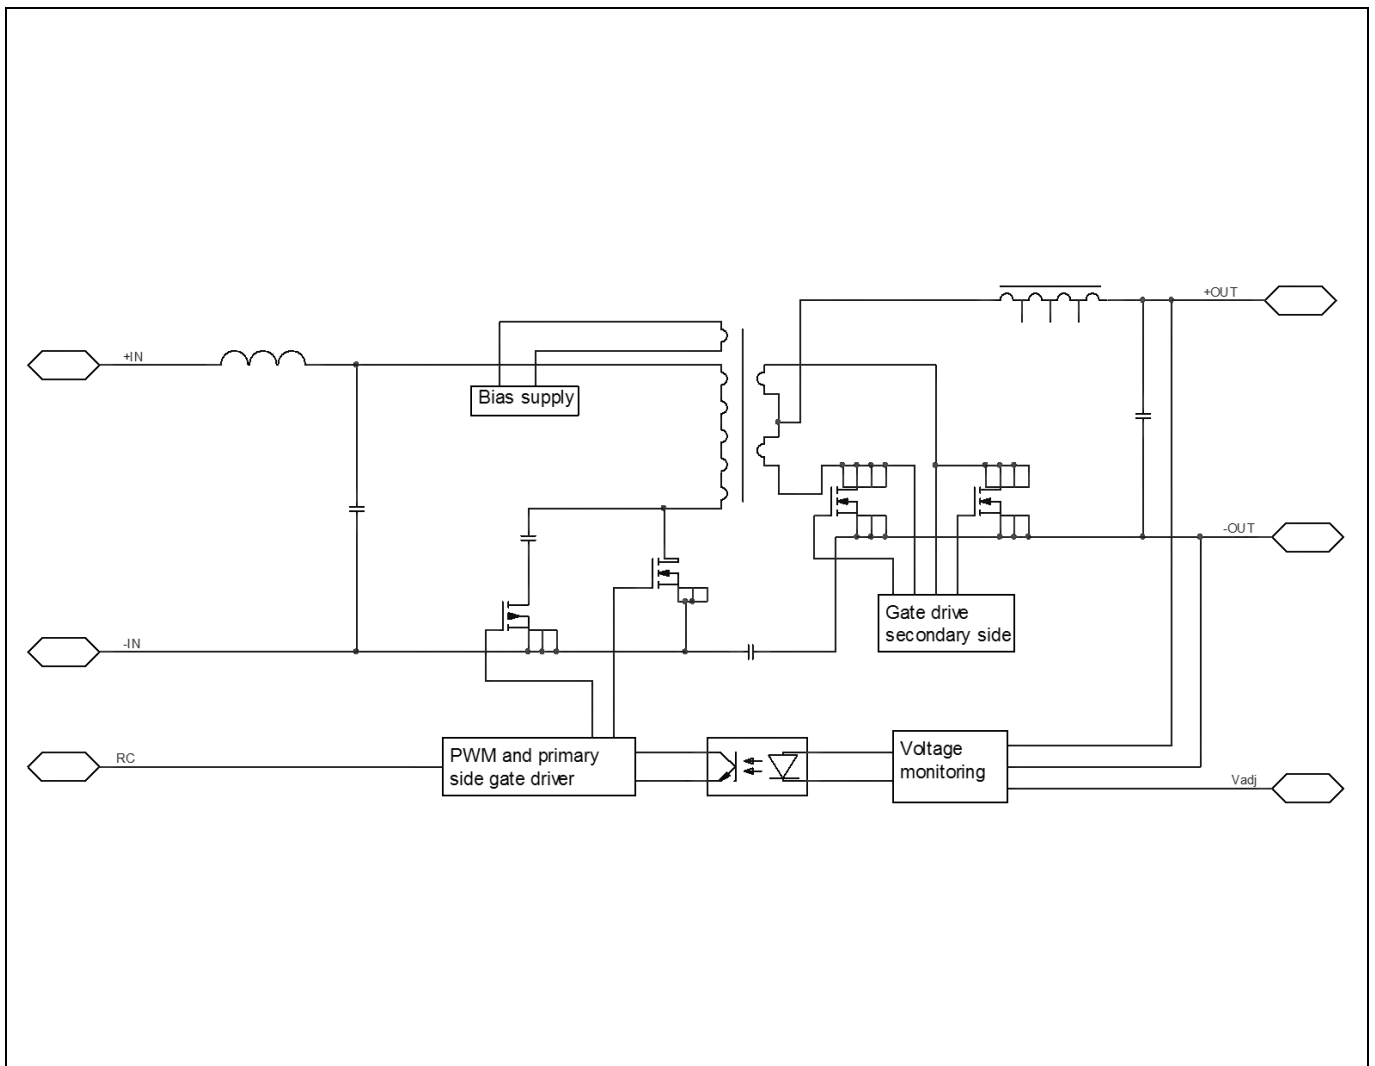 +OUT
+IN
Bias supply
-OUT
Gate drive
secondary side
-IN
PWM and primary
side gate driver
Voltage
monitoring
RC
Vadj